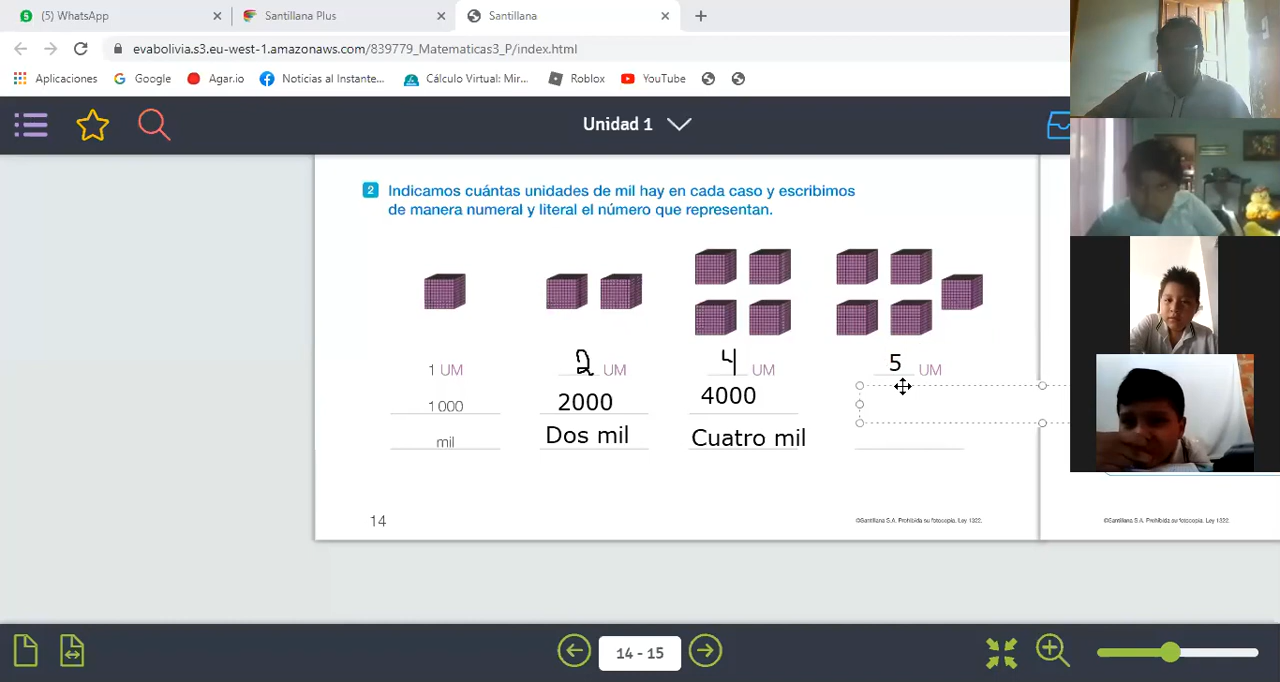 (5) WhatsApp
Santillana Plus
Santillana
evabolivia.s3.eu-west-1.amazonaws.com/839779_Matematicas3_P/index.html
Aplicaciones Google Agar.io Noticias al Instante... Cálculo Virtual: Mir... Roblox YouTube
Unidad 1
2 Indicamos cuántas unidades de mil hay en cada caso y escribimos
de manera numeral y literal el número que representan.
1 UM 2 UM 4 UM 5 UM
1 000 2000 4000
mil Dos mil Cuatro mil
14
©Santillana S.A. Prohibida su fotocopia. Ley 1322. ©Santillana S.A. Prohibida su fotocopia. Ley 1322.
14 - 15